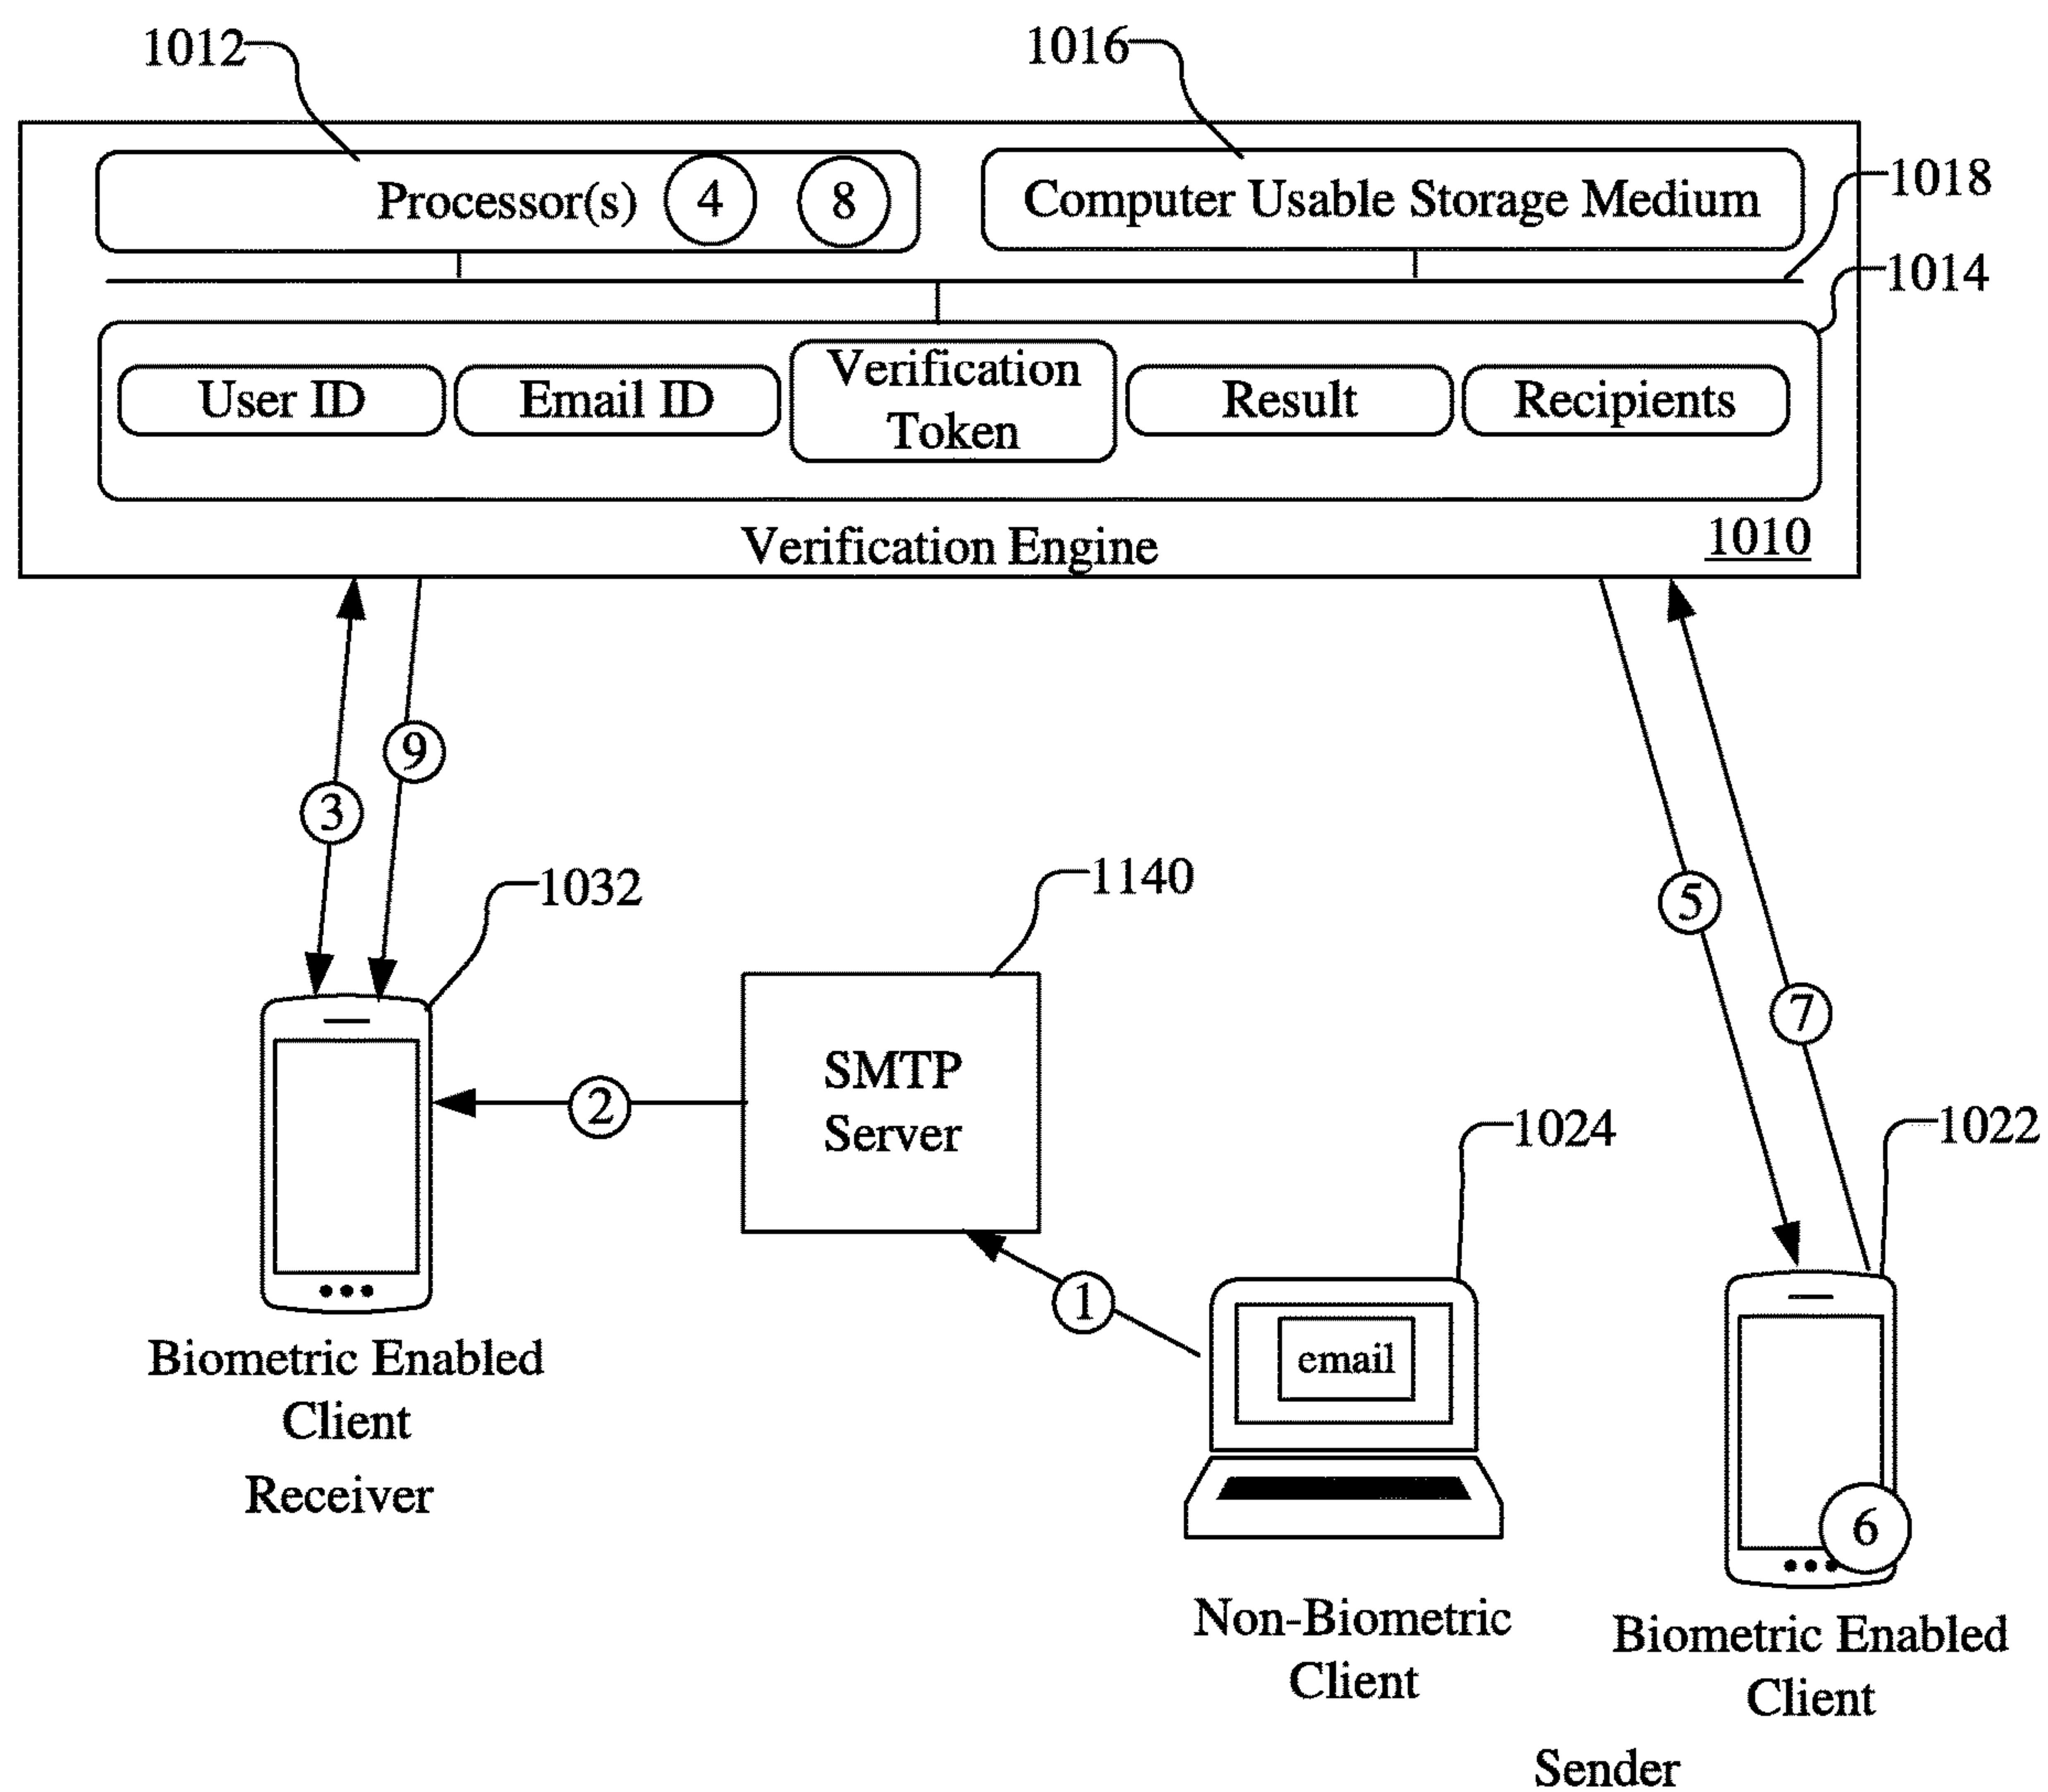 1012
1016
Processor(s)
4
8
Computer Usable Storage Medium
1018
1014
User ID
Email ID
Verification
Token
Result
Recipients
Verification Engine
1010
9
3
1032
1140
5
7
SMTP
Server
2
1024
1022
1
email
Biometric Enabled
Client
Receiver
6
Non-Biometric
Client
Biometric Enabled
Client
Sender